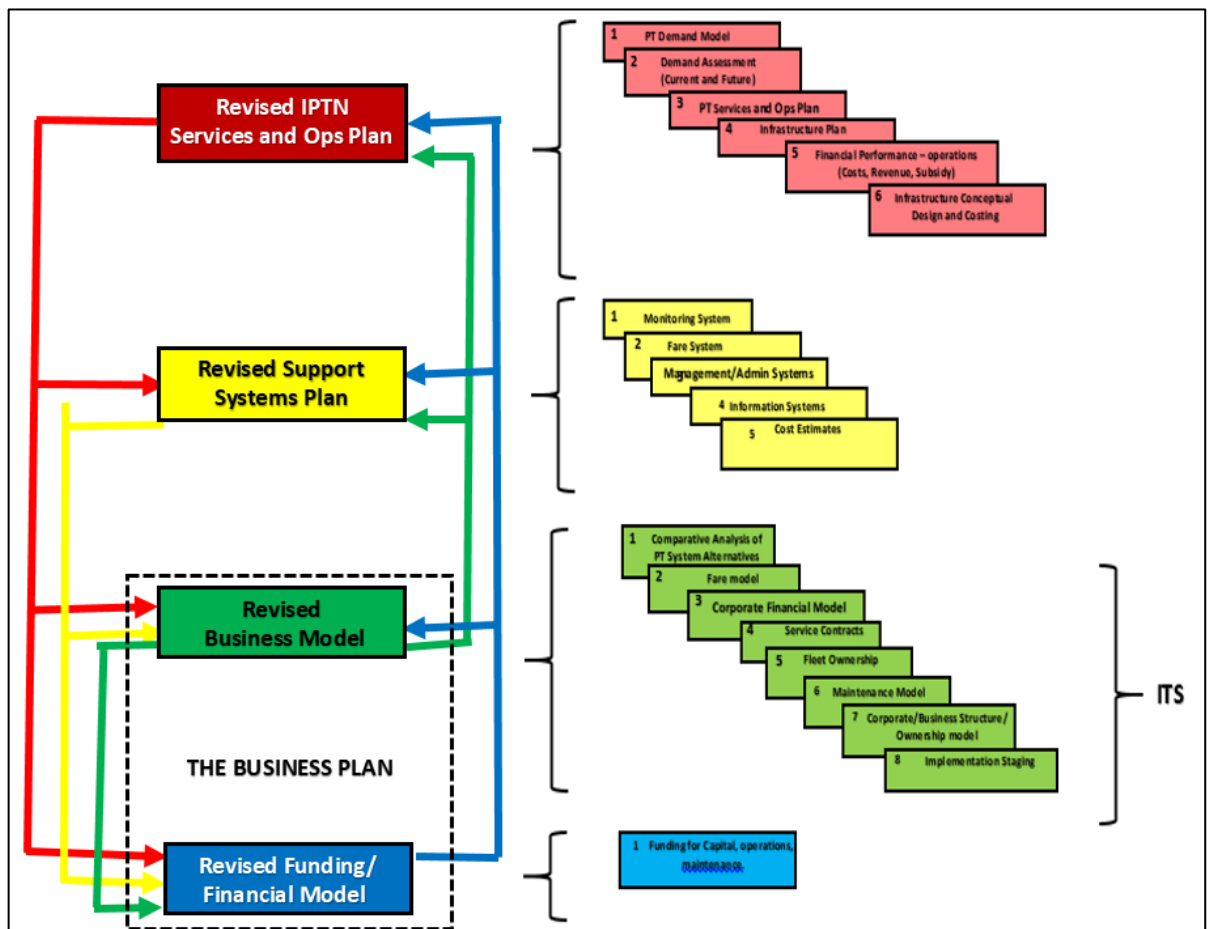 Revised IPTN
Services and Ops Plan
1 PT Demand Model
2 Demand Assessment
(Current and Future)
3 PT Services and Ops Plan
4 Infrastructure Plan
5 Financial Performance – operations
(Costs, Revenue, Subsidy)
6 Infrastructure Conceptual
Design and Costing
Revised Support
Systems Plan
1 Monitoring System
2 Fare System
3 Management/Admin Systems
4 Information Systems
5 Cost Estimates
Revised
Business Model
1 Comparative Analysis of
PT System Alternatives
2 Fare model
3 Corporate Financial Model
4 Service Contracts
5 Fleet Ownership
6 Maintenance Model
7 Corporate/Business Structure/
Ownership model
8 Implementation Staging
ITS
THE BUSINESS PLAN
Revised Funding/
Financial Model
1 Funding for Capital, operations,
maintenance.